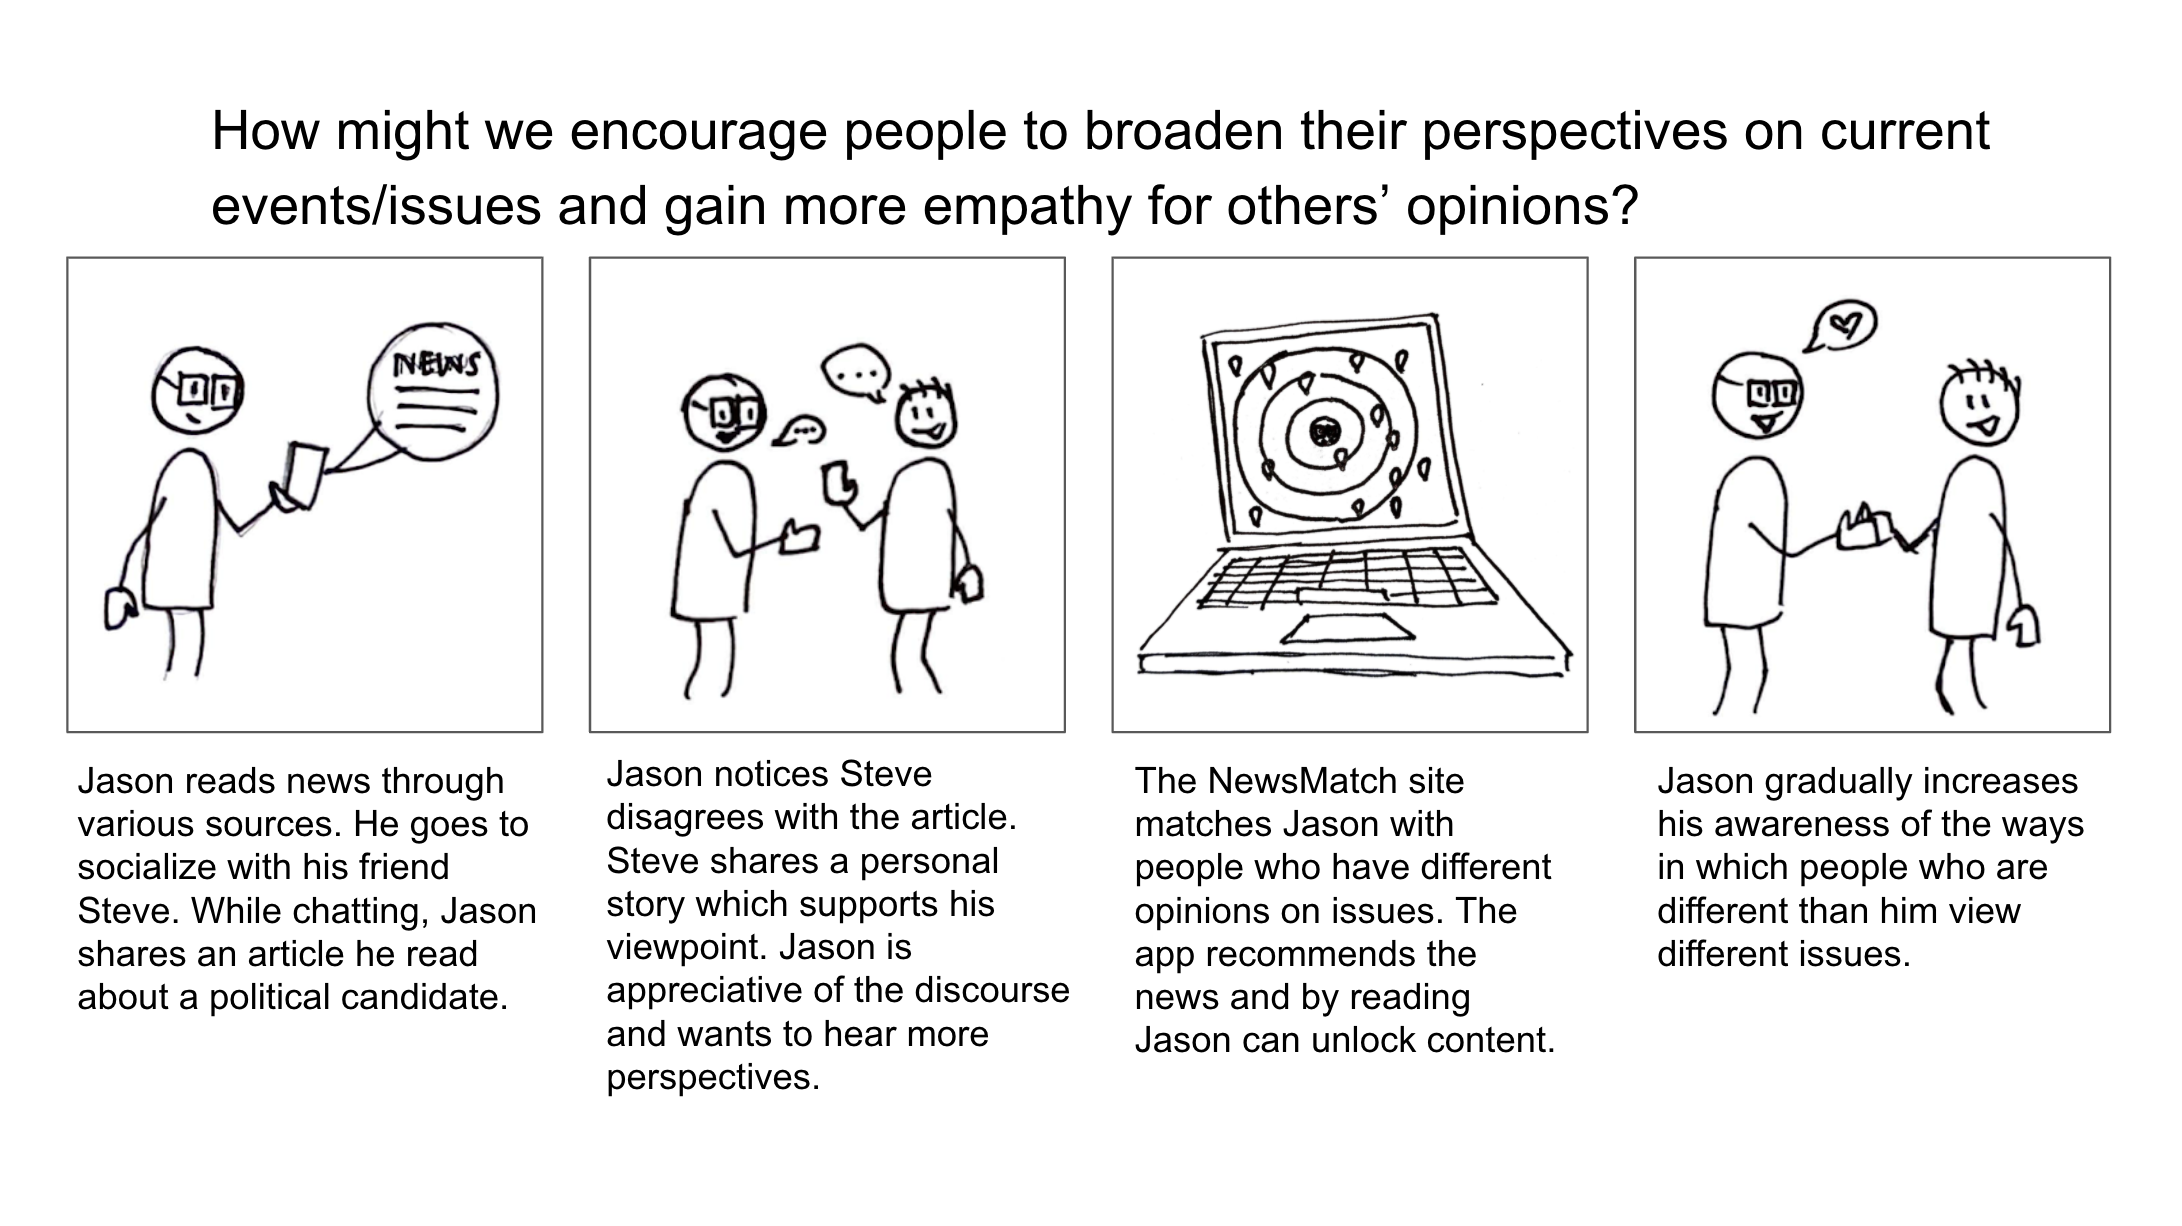 How might we encourage people to broaden their perspectives on current
events/issues and gain more empathy for others’ opinions?
NEWS
Jason reads news through
various sources. He goes to
socialize with his friend
Steve. While chatting, Jason
shares an article he read
about a political candidate.
Jason notices Steve
disagrees with the article.
Steve shares a personal
story which supports his
viewpoint. Jason is
appreciative of the discourse
and wants to hear more
perspectives.
The NewsMatch site
matches Jason with
people who have different
opinions on issues. The
app recommends the
news and by reading
Jason can unlock content.
Jason gradually increases
his awareness of the ways
in which people who are
different than him view
different issues.